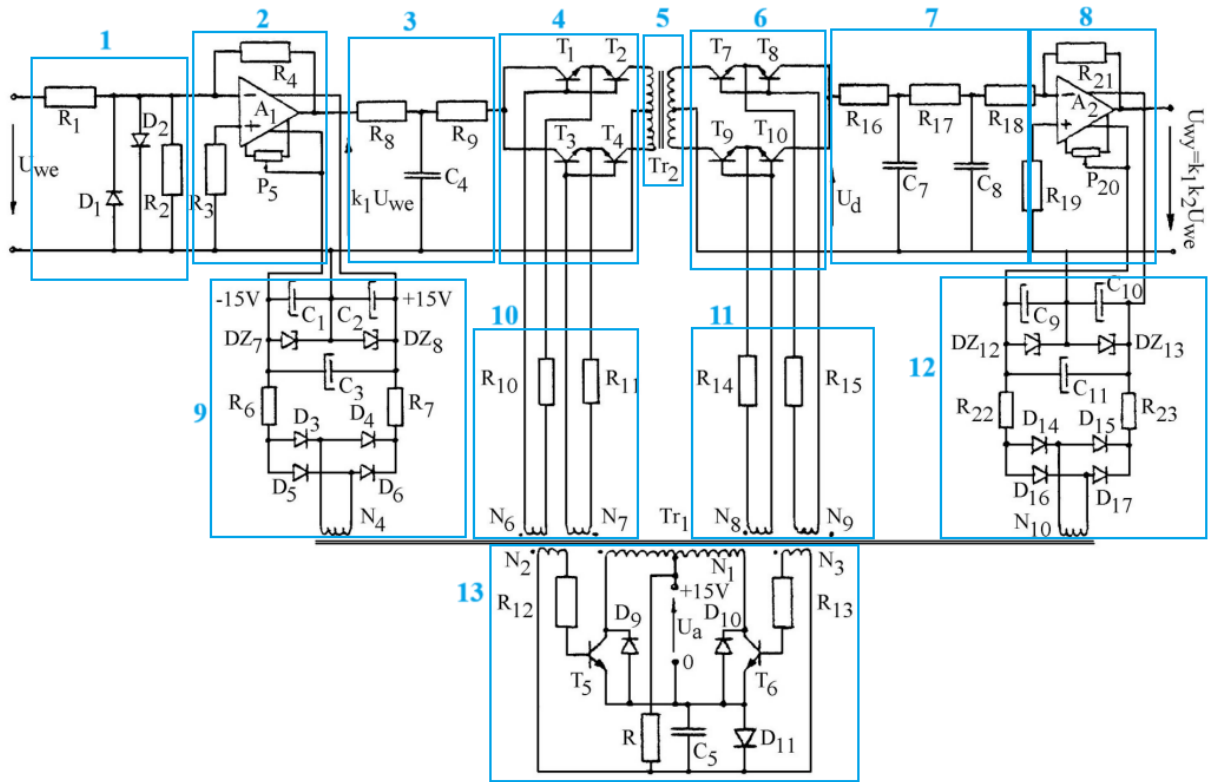 1
2
3
4
5
6
7
8
R1
D2
D1
R2
Uwe
R4
A1
R3
P5
k1 Uwe
R8
R9
C4
T1
T2
T3
T4
Tr2
T7
T8
T9
T10
Ud
R16
R17
R18
C7
C8
R21
A2
R19
P20
Uwy=k1 k2Uwe
9
-15V
+15V
C1
C2
DZ7
DZ8
C3
R6
R7
D3
D4
D5
D6
N4
10
R10
R11
N6
N7
Tr1
11
R14
R15
N8
N9
12
C9
C10
DZ12
DZ13
C11
R22
R23
D14
D15
D16
D17
N10
13
N2
N1
N3
R12
R13
+15V
D9
D10
Ua
0
T5
T6
R
C5
D11